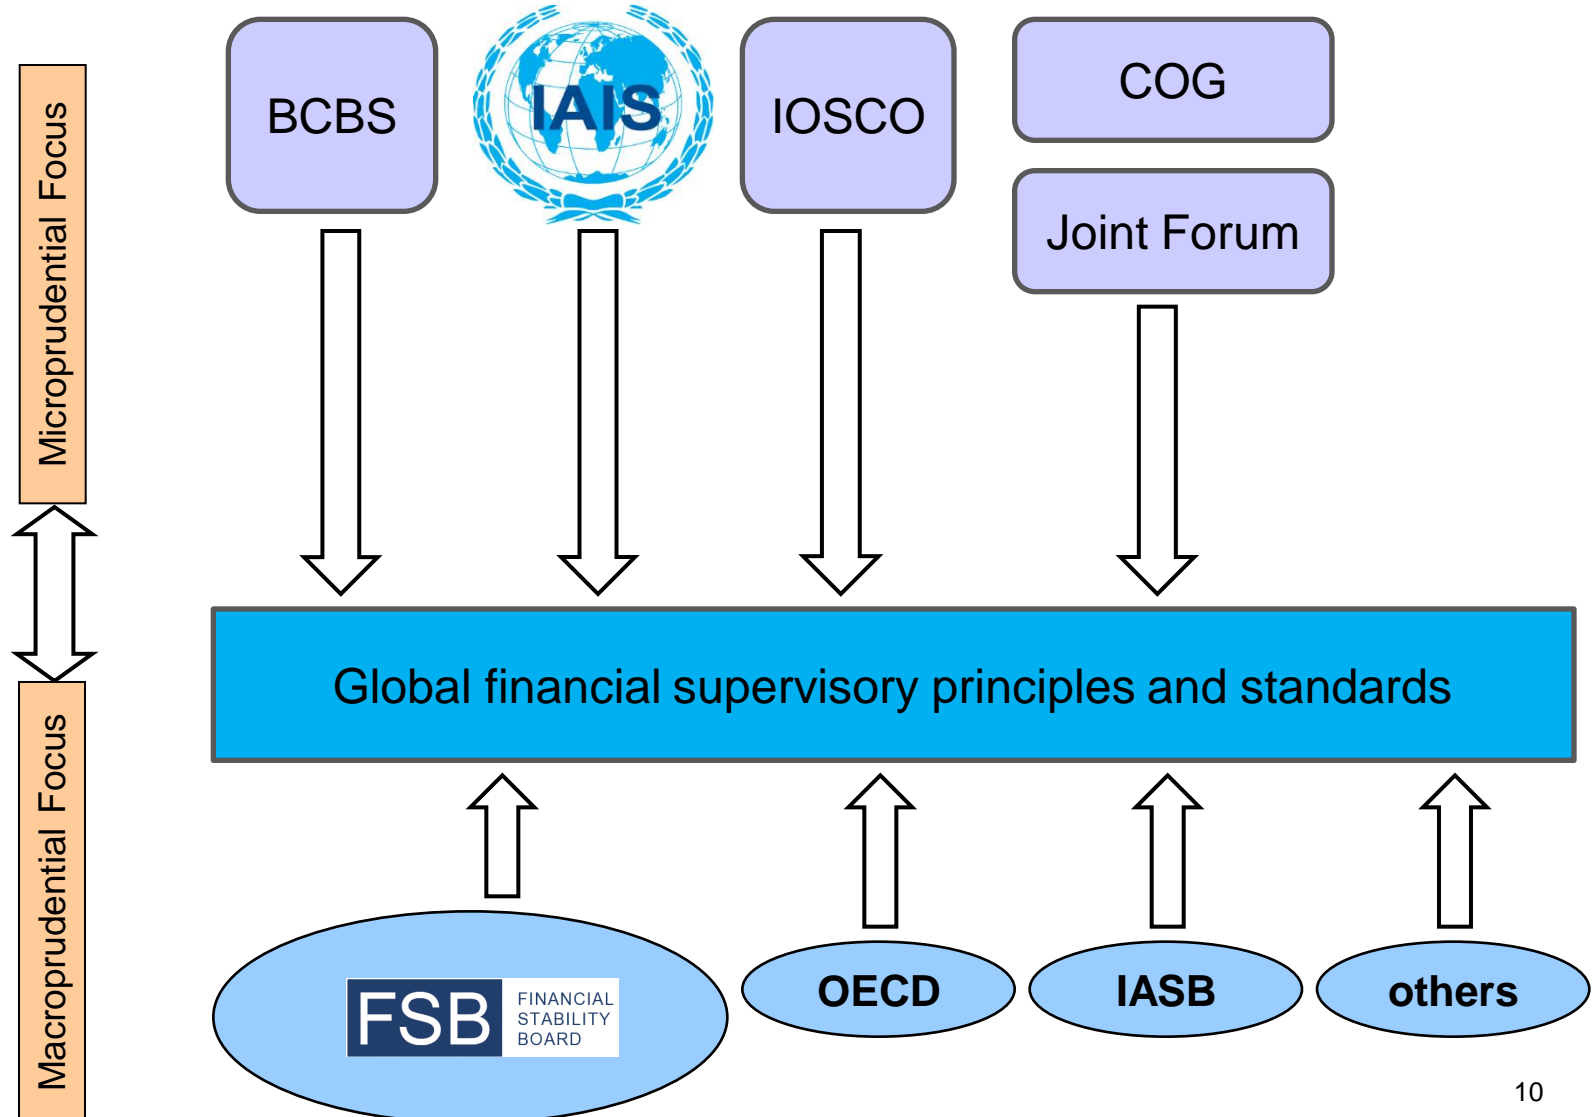 Microprudential Focus
BCBS
IAIS
IOSCO
COG
Joint Forum
Global financial supervisory principles and standards
Macroprudential Focus
FSB
FINANCIAL
STABILITY
BOARD
OECD
IASB
others
10